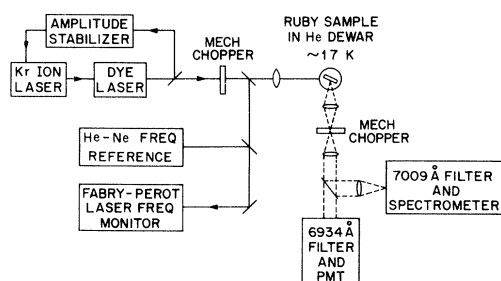 AMPLITUDE
STABILIZER
Kr ION
LASER
DYE
LASER
MECH
CHOPPER
RUBY SAMPLE
IN He DEWAR
~17 K
MECH
CHOPPER
He-Ne FREQ
REFERENCE
FABRY-PEROT
LASER FREQ
MONITOR
7009 Å FILTER
AND
SPECTROMETER
6934 Å
FILTER
AND
PMT